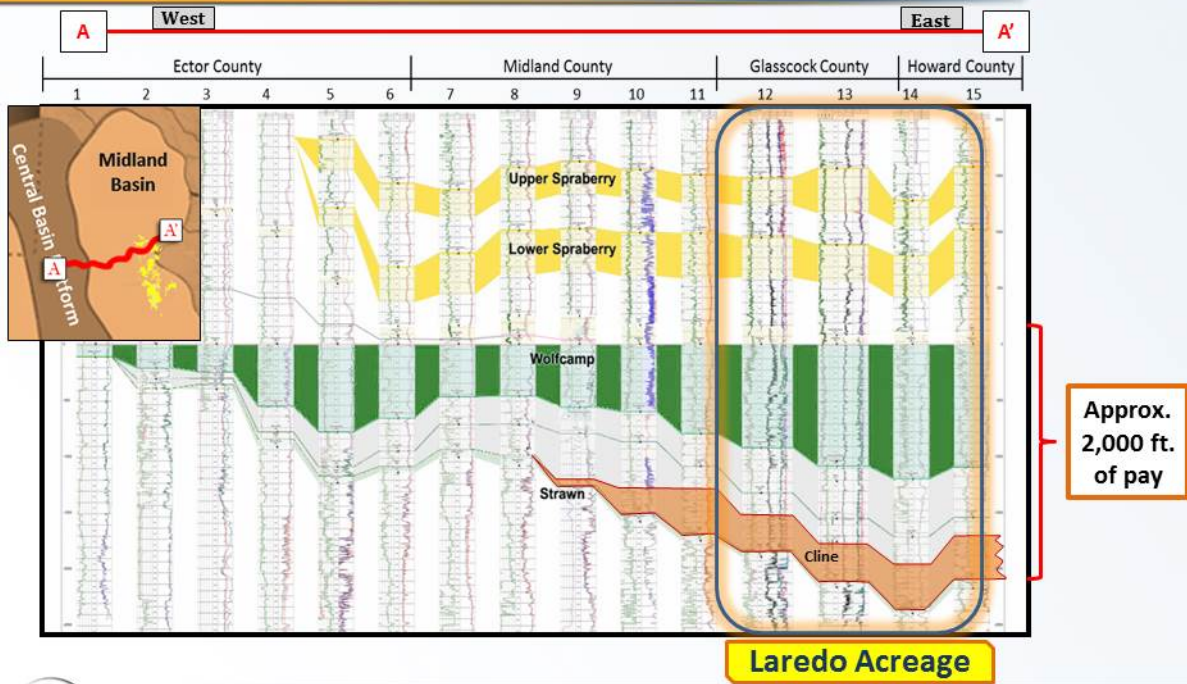 West
East
A
A'
Ector County
Midland County
Glasscock County
Howard County
1 2 3 4 5 6 7 8 9 10 11 12 13 14 15
Midland
Basin
Central Basin
tform
A'
A
Upper Spraberry
Lower Spraberry
Wolfcamp
Strawn
Cline
Approx.
2,000 ft.
of pay
Laredo Acreage